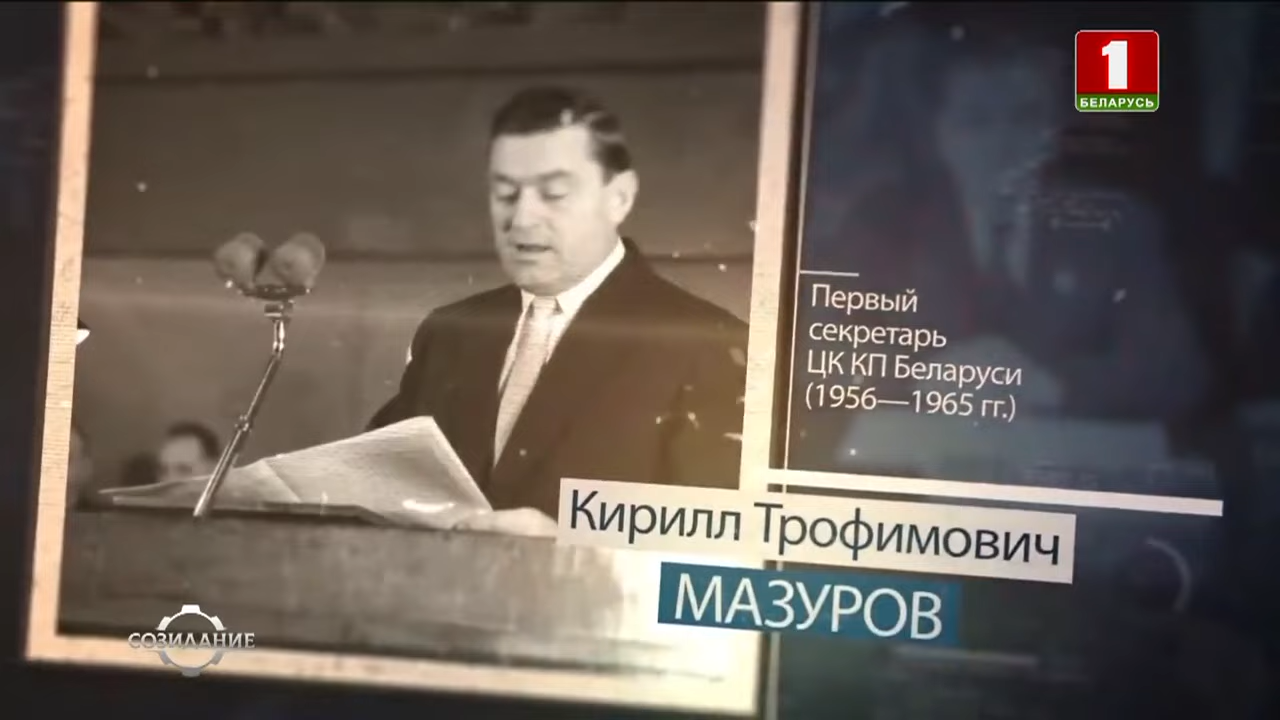 1
БЕЛАРУСЬ
Первый
секретарь
ЦК КП Беларуси
(1956—1965 гг.)
Кирилл Трофимович
МАЗУРОВ
СОЗИДАНИЕ